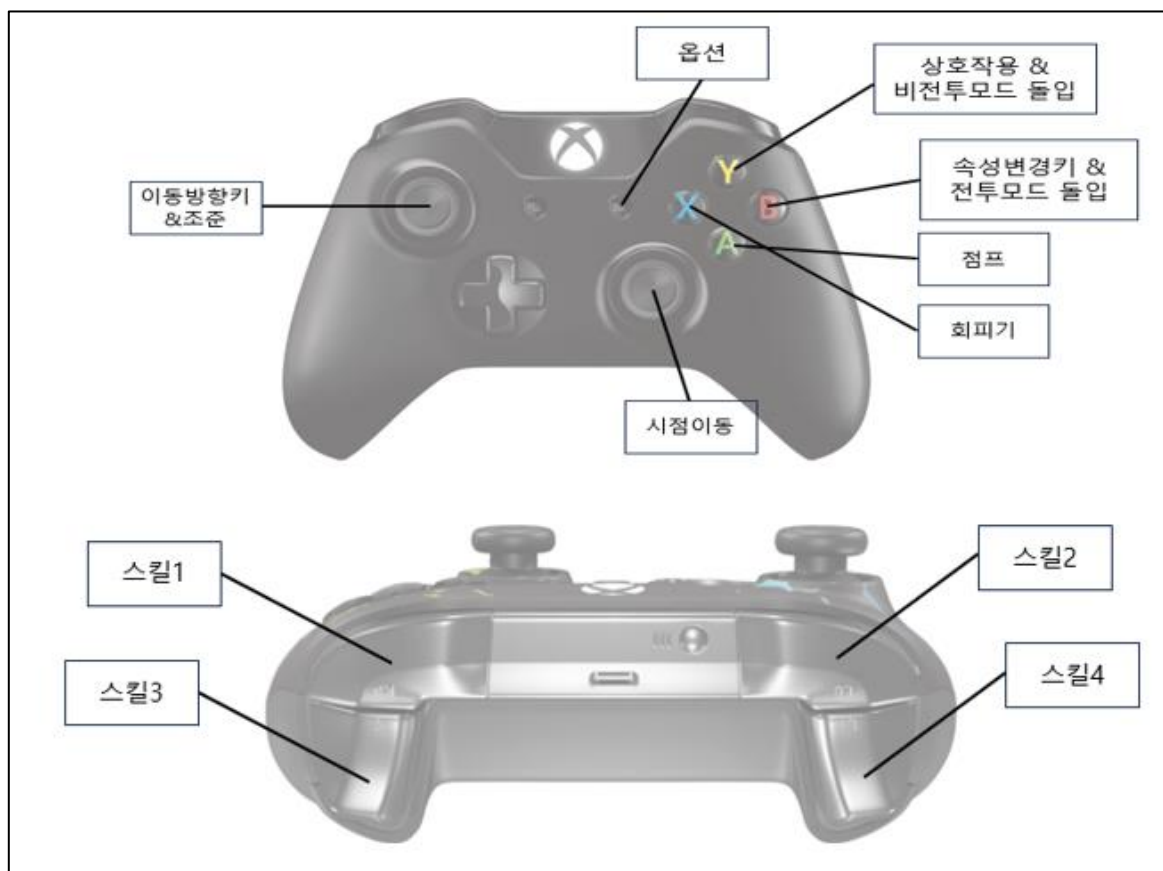 옵션
상호작용 &
비전투모드 돌입
이동방향키
&조준
속성변경키 &
전투모드 돌입
Y
X
B
A
점프
회피기
시점이동
스킬1
스킬2
스킬3
스킬4